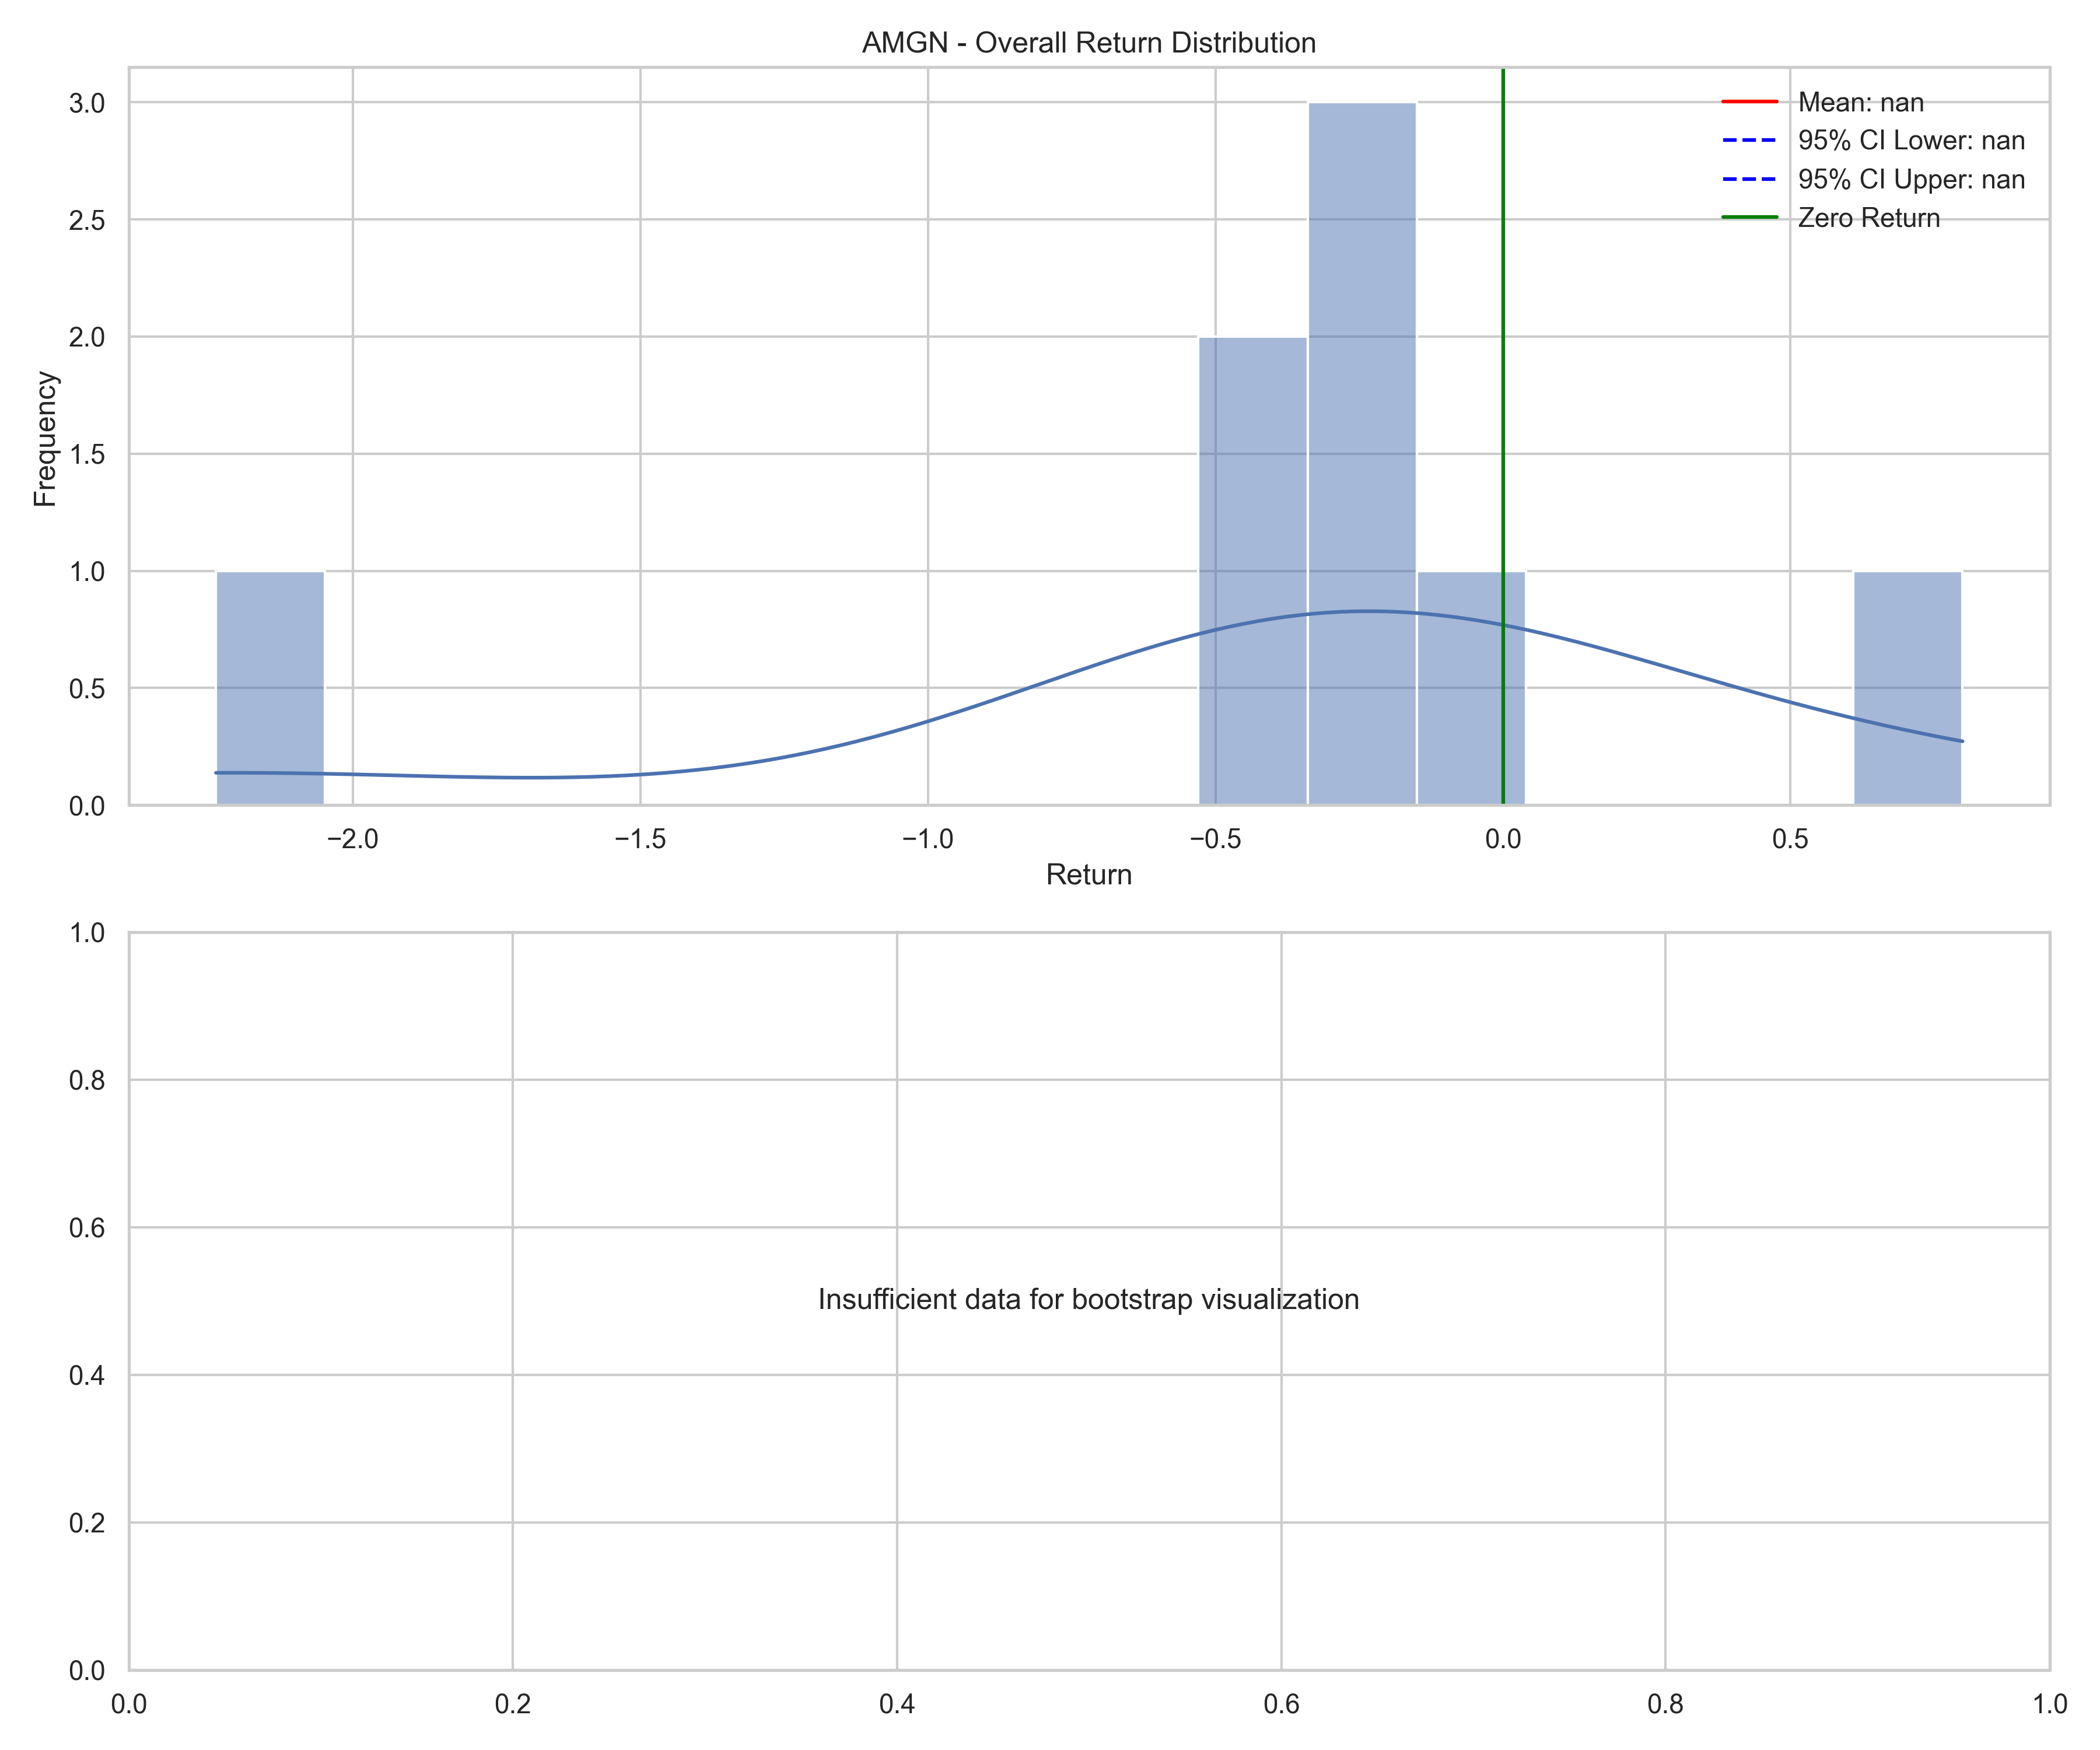 AMGN - Overall Return Distribution
3.0
2.5
2.0
1.5
1.0
0.5
0.0
Frequency
Mean: nan
95% CI Lower: nan
95% CI Upper: nan
Zero Return
−2.0 −1.5 −1.0 −0.5 0.0 0.5
Return
1.0
0.8
0.6
0.4
0.2
0.0
Insufficient data for bootstrap visualization
0.0 0.2 0.4 0.6 0.8 1.0